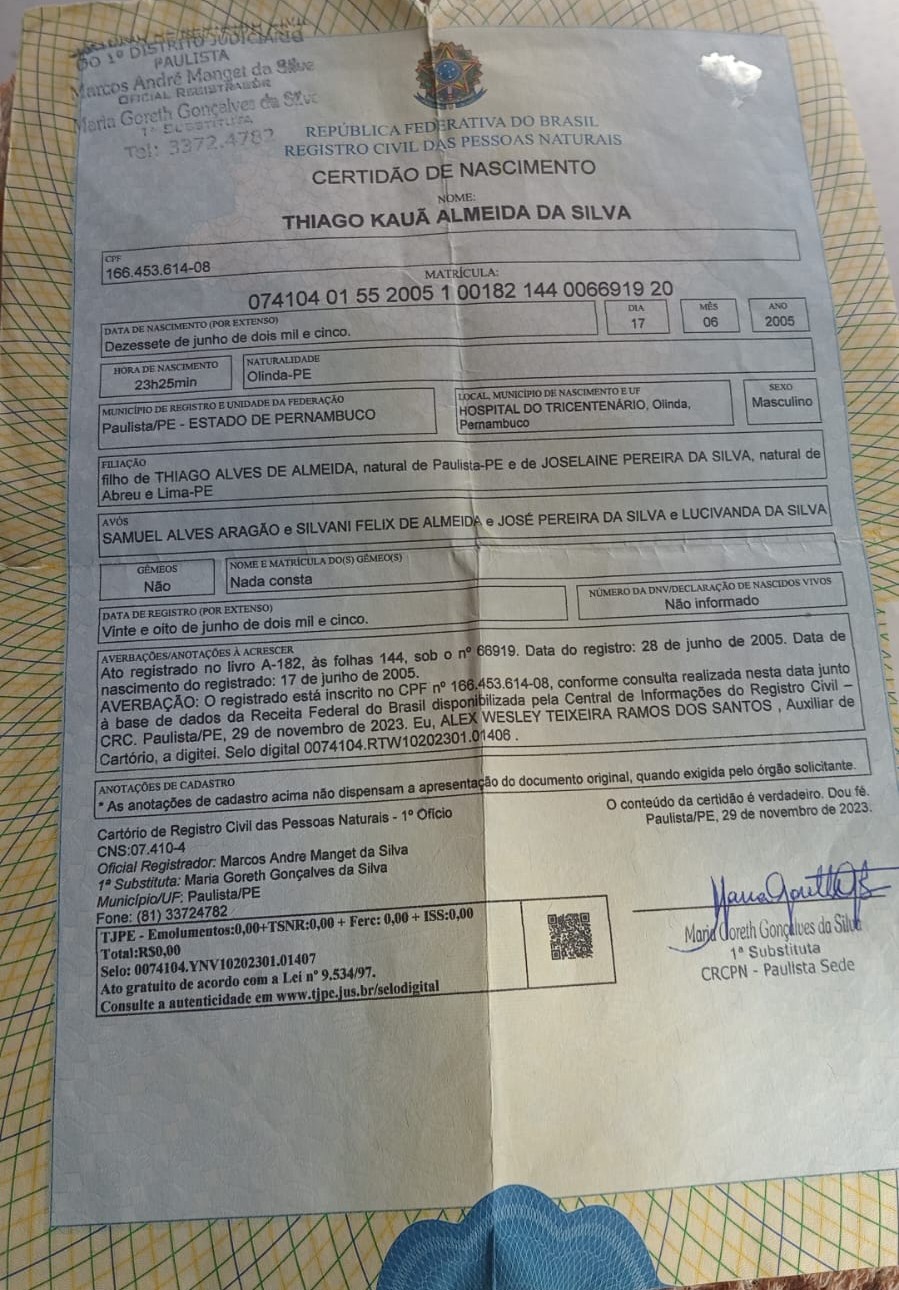 DO 1º DISTRITO JUDICIÁRIO
PAULISTA
Marcos André Manget da Silva
OFICIAL REGISTRADOR
Maria Goreth Gonçalves da Silva
1ª SUBSTITUTA
Tel: 3372.4782
REPÚBLICA FEDERATIVA DO BRASIL
REGISTRO CIVIL DAS PESSOAS NATURAIS
CERTIDÃO DE NASCIMENTO
NOME:
THIAGO KAUÃ ALMEIDA DA SILVA
CPF
166.453.614-08
MATRÍCULA:
074104 01 55 2005 1 00182 144 0066919 20
DATA DE NASCIMENTO (POR EXTENSO)
Dezessete de junho de dois mil e cinco.
DIA
17
MÊS
06
ANO
2005
HORA DE NASCIMENTO
23h25min
NATURALIDADE
Olinda-PE
MUNICÍPIO DE REGISTRO E UNIDADE DA FEDERAÇÃO
Paulista/PE - ESTADO DE PERNAMBUCO
LOCAL, MUNICÍPIO DE NASCIMENTO E UF
HOSPITAL DO TRICENTENÁRIO, Olinda,
Pernambuco
SEXO
Masculino
FILIAÇÃO
filho de THIAGO ALVES DE ALMEIDA, natural de Paulista-PE e de JOSELAINE PEREIRA DA SILVA, natural de
Abreu e Lima-PE
AVÓS
SAMUEL ALVES ARAGÃO e SILVANI FELIX DE ALMEIDA e JOSÉ PEREIRA DA SILVA e LUCIVANDA DA SILVA
GÊMEOS
Não
NOME E MATRÍCULA DO(S) GÊMEO(S)
Nada consta
DATA DE REGISTRO (POR EXTENSO)
Vinte e oito de junho de dois mil e cinco.
NÚMERO DA DNV/DECLARAÇÃO DE NASCIDOS VIVOS
Não informado
AVERBAÇÕES/ANOTAÇÕES À ACRESCER
Ato registrado no livro A-182, às folhas 144, sob o nº 66919. Data do registro: 28 de junho de 2005. Data de
nascimento do registrado: 17 de junho de 2005.
AVERBAÇÃO: O registrado está inscrito no CPF nº 166.453.614-08, conforme consulta realizada nesta data junto
à base de dados da Receita Federal do Brasil disponibilizada pela Central de Informações do Registro Civil –
CRC. Paulista/PE, 29 de novembro de 2023. Eu, ALEX WESLEY TEIXEIRA RAMOS DOS SANTOS , Auxiliar de
Cartório, a digitei. Selo digital 0074104.RTW10202301.01406 .
ANOTAÇÕES DE CADASTRO
* As anotações de cadastro acima não dispensam a apresentação do documento original, quando exigida pelo órgão solicitante.
Cartório de Registro Civil das Pessoas Naturais - 1º Ofício
CNS:07.410-4
Oficial Registrador: Marcos Andre Manget da Silva
1ª Substituta: Maria Goreth Gonçalves da Silva
Município/UF: Paulista/PE
Fone: (81) 33724782
O conteúdo da certidão é verdadeiro. Dou fé.
Paulista/PE, 29 de novembro de 2023.
TJPE - Emolumentos:0,00+TSNR:0,00 + Ferc: 0,00 + ISS:0,00
Total:R$0,00
Selo: 0074104.YNV10202301.01407
Ato gratuito de acordo com a Lei nº 9.534/97.
Consulte a autenticidade em www.tjpe.jus.br/selodigital
Maria Goreth Gonçalves da Silva
1ª Substituta
CRCPN - Paulista Sede